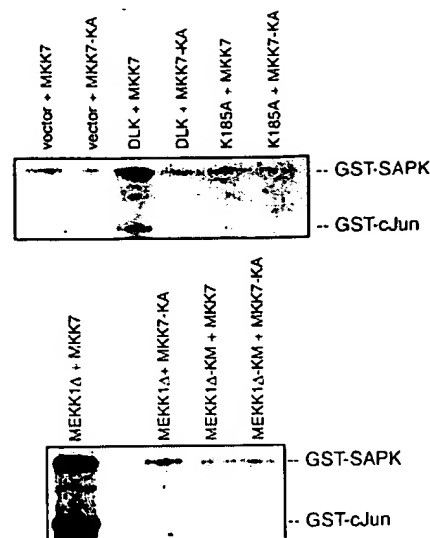 voctor + MKK7
vector + MKK7-KA
DLK + MKK7
DLK + MKK7-KA
K185A + MKK7
K185A + MKK7-KA
-- GST-SAPK
-- GST-cJun
MEKK1Δ + MKK7
MEKK1Δ+ MKK7-KA
MEKK1Δ-KM + MKK7
MEKK1Δ-KM + MKK7-KA
-- GST-SAPK
-- GST-cJun